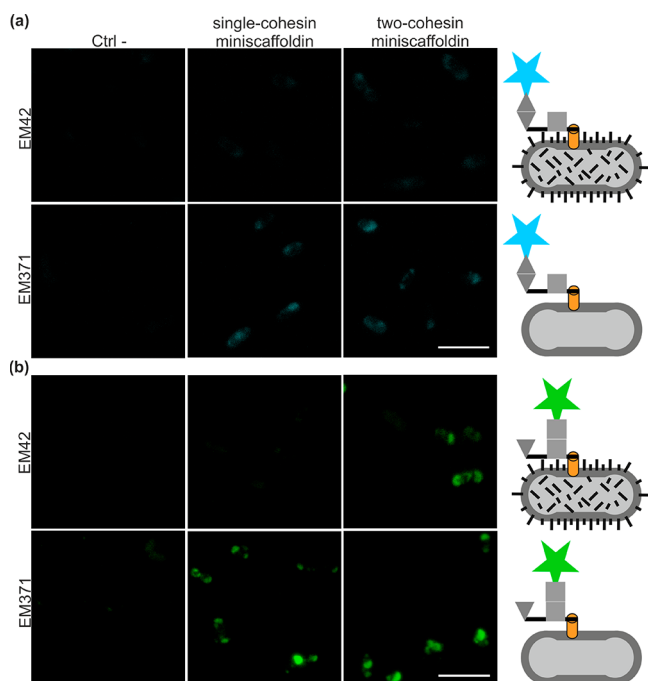 (a)
Ctrl -
single-cohesin
miniscaffoldin
two-cohesin
miniscaffoldin
EM42
EM371
(b)
EM42
EM371